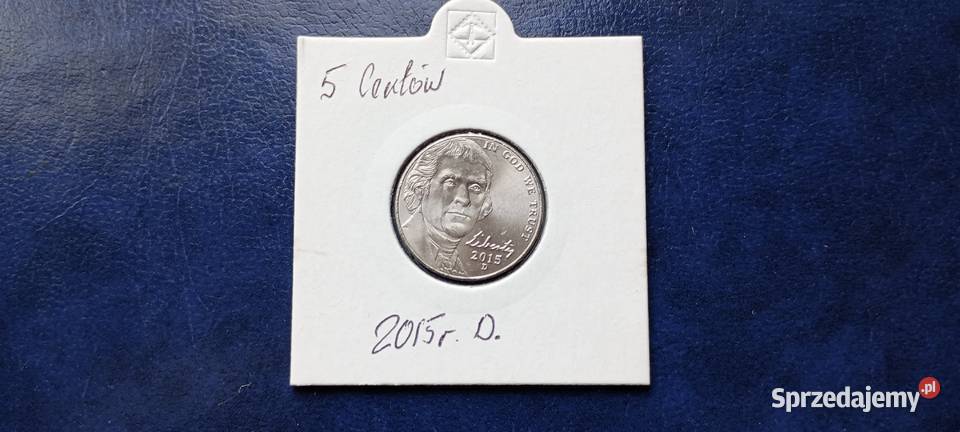 5 Centów
IN GOD WE TRUST
Liberty
2015
D
2015r. D.
Sprzedajemy.pl